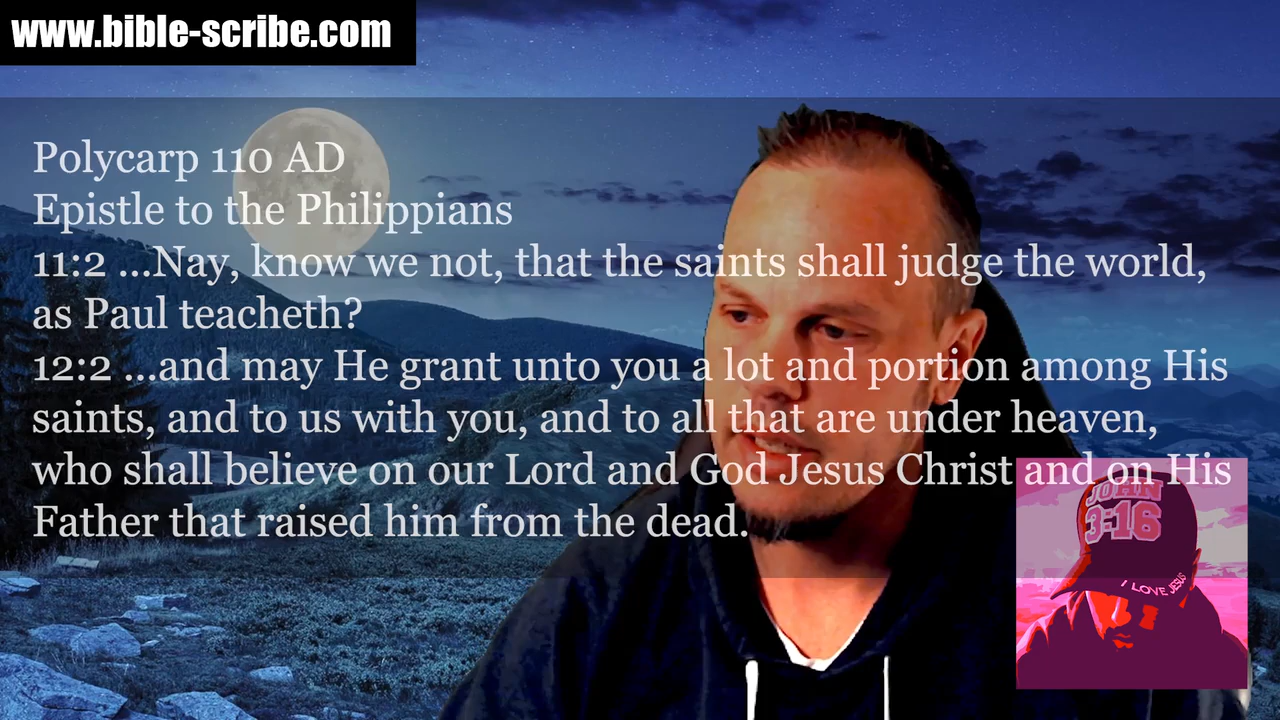 www.bible-scribe.com
Polycarp 110 AD
Epistle to the Philippians
11:2 ...Nay, know we not, that the saints shall judge the world,
as Paul teacheth?
12:2 ...and may He grant unto you a lot and portion among His
saints, and to us with you, and to all that are under heaven,
who shall believe on our Lord and God Jesus Christ and on His
Father that raised him from the dead.
JOHN
3:16
I LOVE JESUS